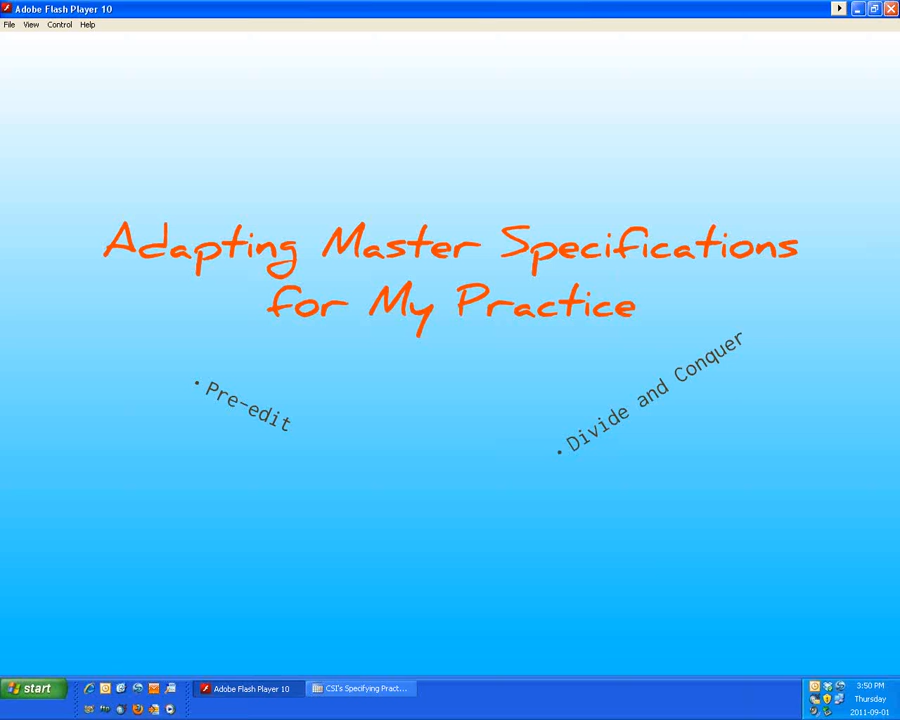 Adobe Flash Player 10
File View Control Help
Adapting Master Specifications
for My Practice
• Pre-edit
• Divide and Conquer
start
Adobe Flash Player 10
CSI's Specifying Pract...
3:50 PM
Thursday
2011-09-01